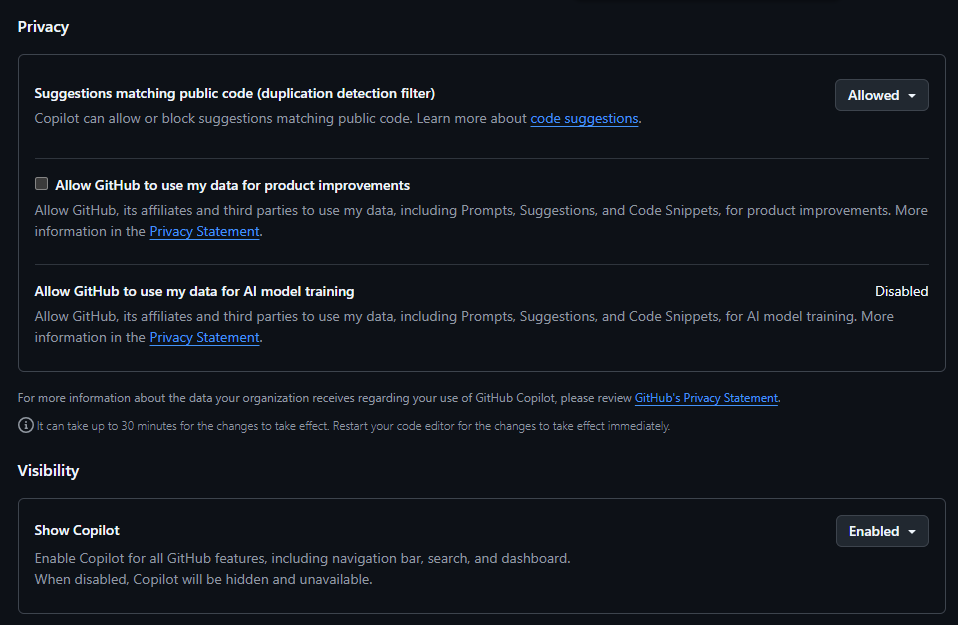 Privacy
Suggestions matching public code (duplication detection filter)
Allowed
Copilot can allow or block suggestions matching public code. Learn more about code suggestions.
Allow GitHub to use my data for product improvements
Allow GitHub, its affiliates and third parties to use my data, including Prompts, Suggestions, and Code Snippets, for product improvements. More
information in the Privacy Statement.
Allow GitHub to use my data for AI model training
Disabled
Allow GitHub, its affiliates and third parties to use my data, including Prompts, Suggestions, and Code Snippets, for AI model training. More
information in the Privacy Statement.
For more information about the data your organization receives regarding your use of GitHub Copilot, please review GitHub's Privacy Statement.
It can take up to 30 minutes for the changes to take effect. Restart your code editor for the changes to take effect immediately.
Visibility
Show Copilot
Enabled
Enable Copilot for all GitHub features, including navigation bar, search, and dashboard.
When disabled, Copilot will be hidden and unavailable.